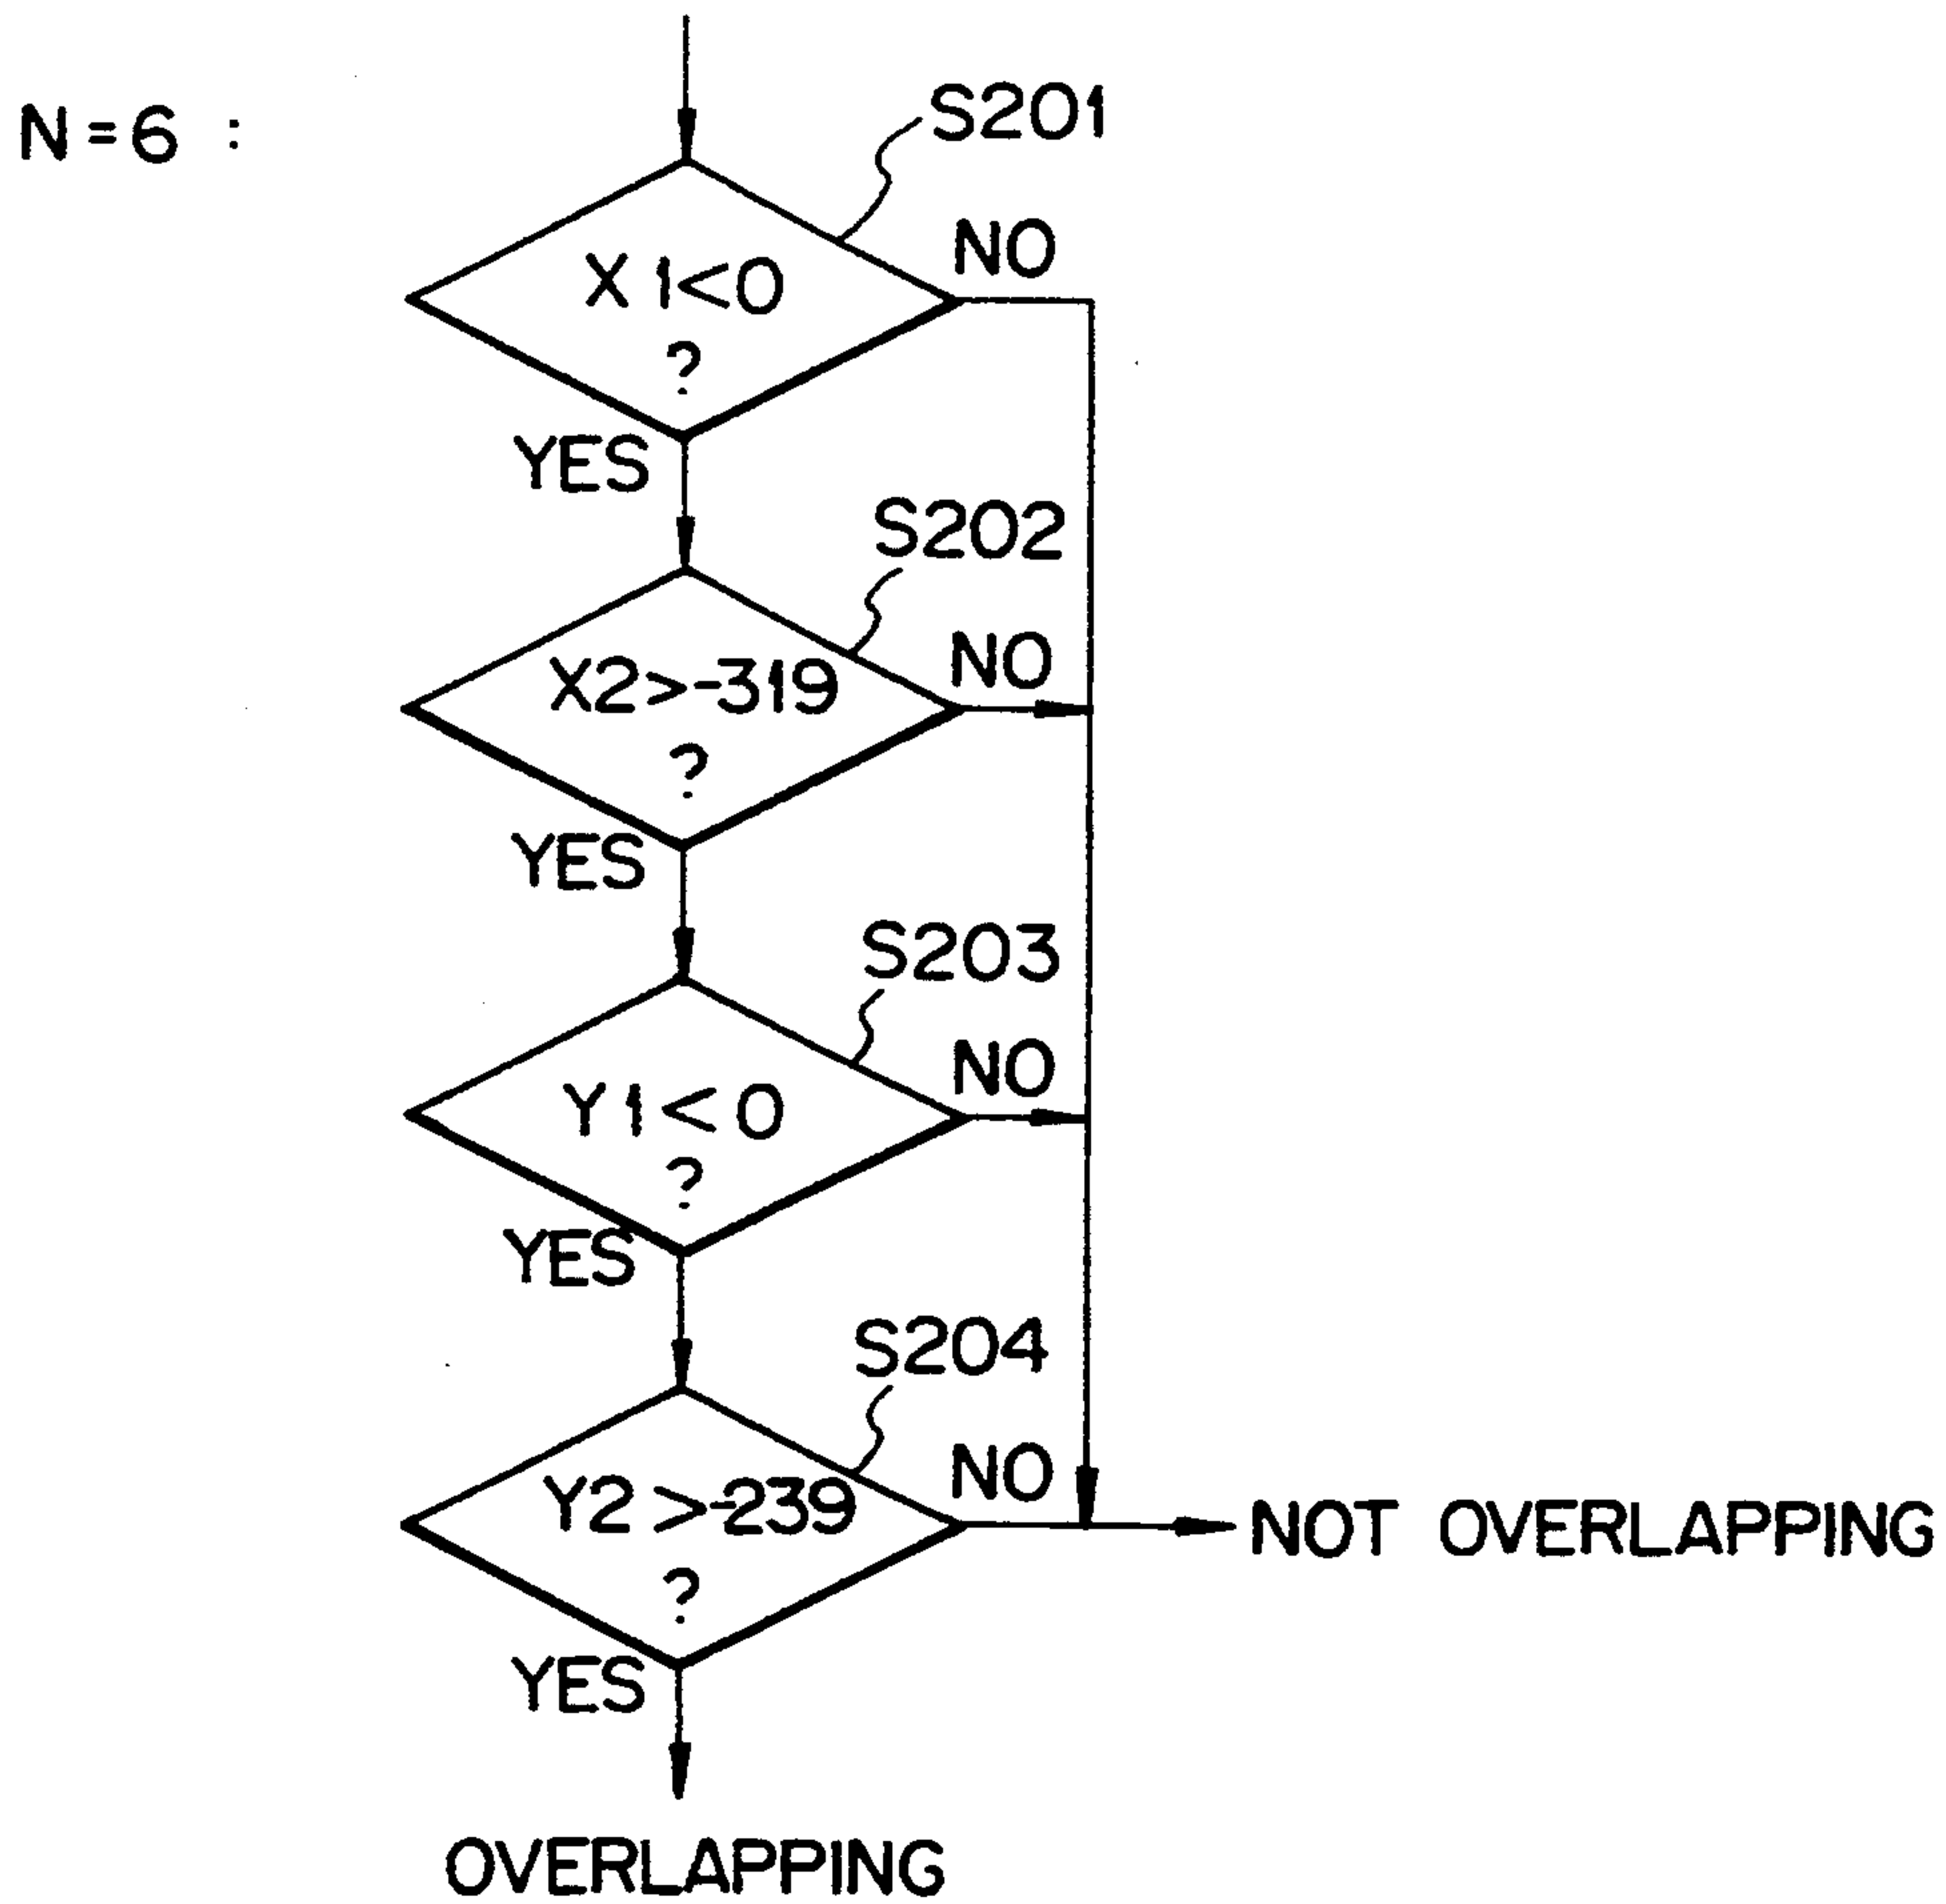 N=6 :
S201
X1<0
?
NO
YES
S202
X2>-319
?
NO
YES
S203
Y1<0
?
NO
YES
S204
Y2>-239
?
NO
NOT OVERLAPPING
YES
OVERLAPPING